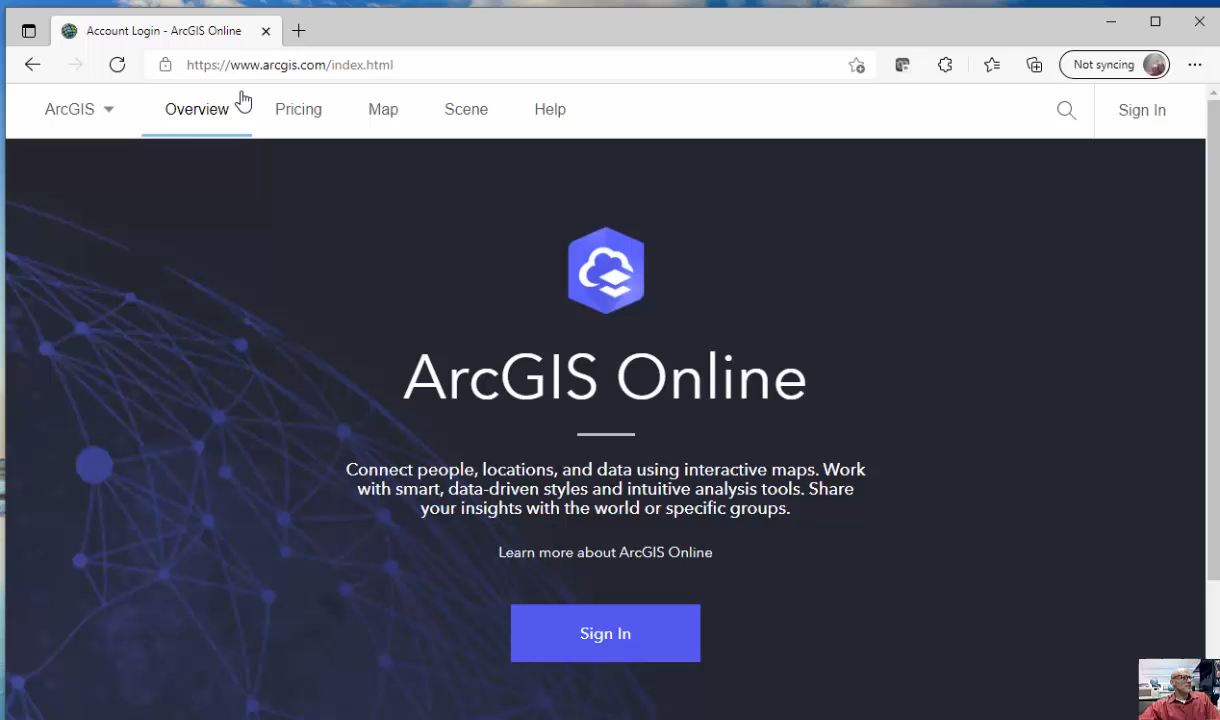 Account Login - ArcGIS Online
https://www.arcgis.com/index.html
Not syncing
ArcGIS Overview Pricing Map Scene Help Sign In
ArcGIS Online
Connect people, locations, and data using interactive maps. Work
with smart, data-driven styles and intuitive analysis tools. Share
your insights with the world or specific groups.
Learn more about ArcGIS Online
Sign In